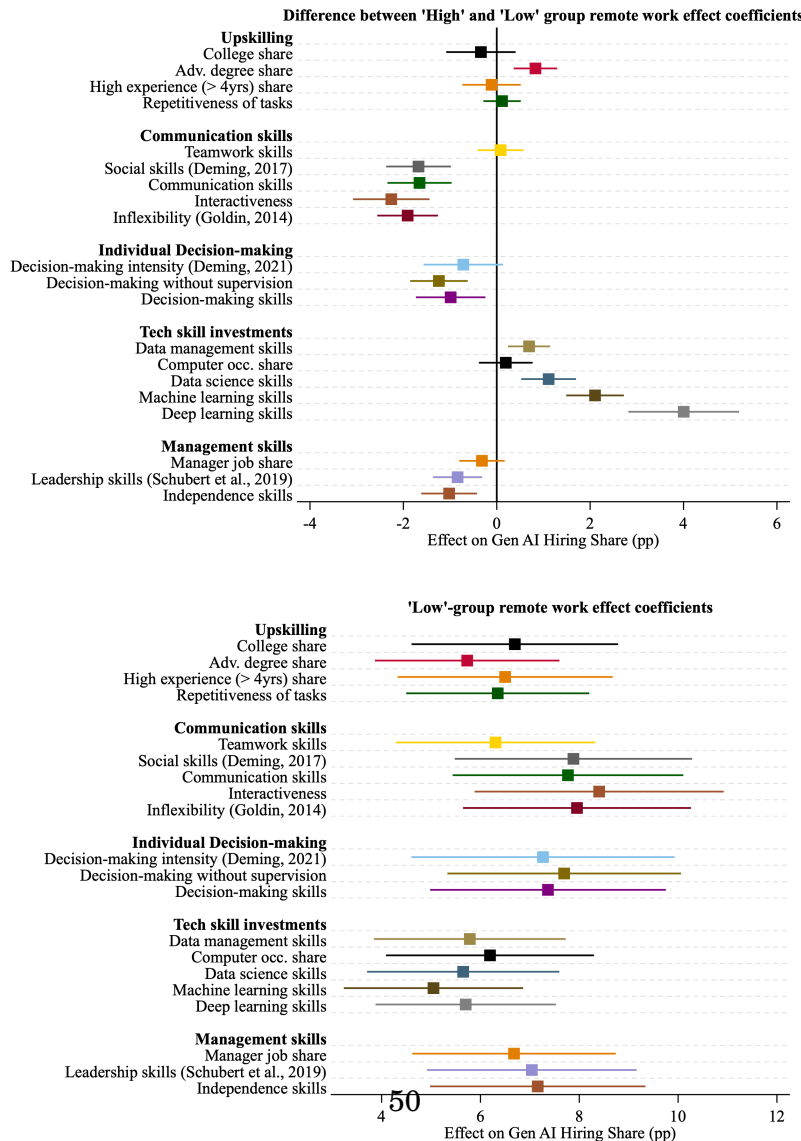 Difference between 'High' and 'Low' group remote work effect coefficients
Upskilling
College share
Adv. degree share
High experience (> 4yrs) share
Repetitiveness of tasks
Communication skills
Teamwork skills
Social skills (Deming, 2017)
Communication skills
Interactiveness
Inflexibility (Goldin, 2014)
Individual Decision-making
Decision-making intensity (Deming, 2021)
Decision-making without supervision
Decision-making skills
Tech skill investments
Data management skills
Computer occ. share
Data science skills
Machine learning skills
Deep learning skills
Management skills
Manager job share
Leadership skills (Schubert et al., 2019)
Independence skills
-4 -2 0 2 4 6
Effect on Gen AI Hiring Share (pp)
'Low'-group remote work effect coefficients
Upskilling
College share
Adv. degree share
High experience (> 4yrs) share
Repetitiveness of tasks
Communication skills
Teamwork skills
Social skills (Deming, 2017)
Communication skills
Interactiveness
Inflexibility (Goldin, 2014)
Individual Decision-making
Decision-making intensity (Deming, 2021)
Decision-making without supervision
Decision-making skills
Tech skill investments
Data management skills
Computer occ. share
Data science skills
Machine learning skills
Deep learning skills
Management skills
Manager job share
Leadership skills (Schubert et al., 2019)
Independence skills
4 50 6 8 10 12
Effect on Gen AI Hiring Share (pp)